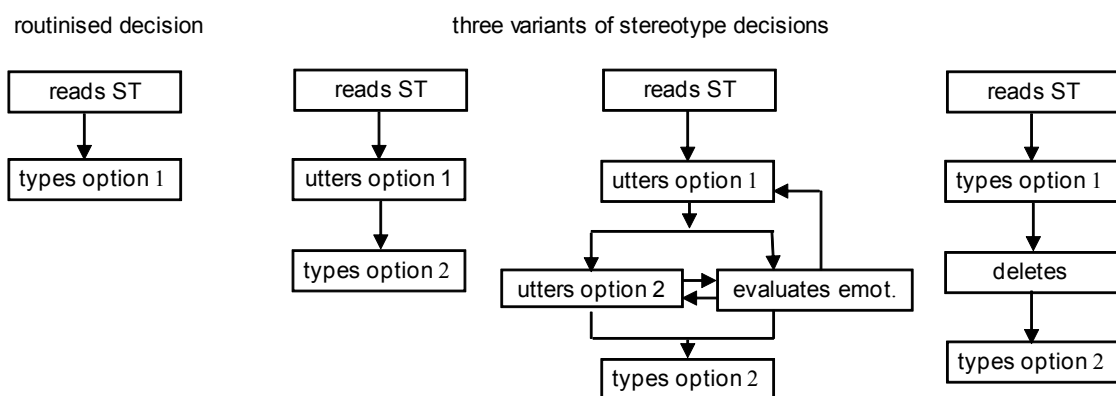 routinised decision
three variants of stereotype decisions
reads ST
types option 1
reads ST
utters option 1
types option 2
reads ST
utters option 1
utters option 2
evaluates emot.
types option 2
reads ST
types option 1
deletes
types option 2